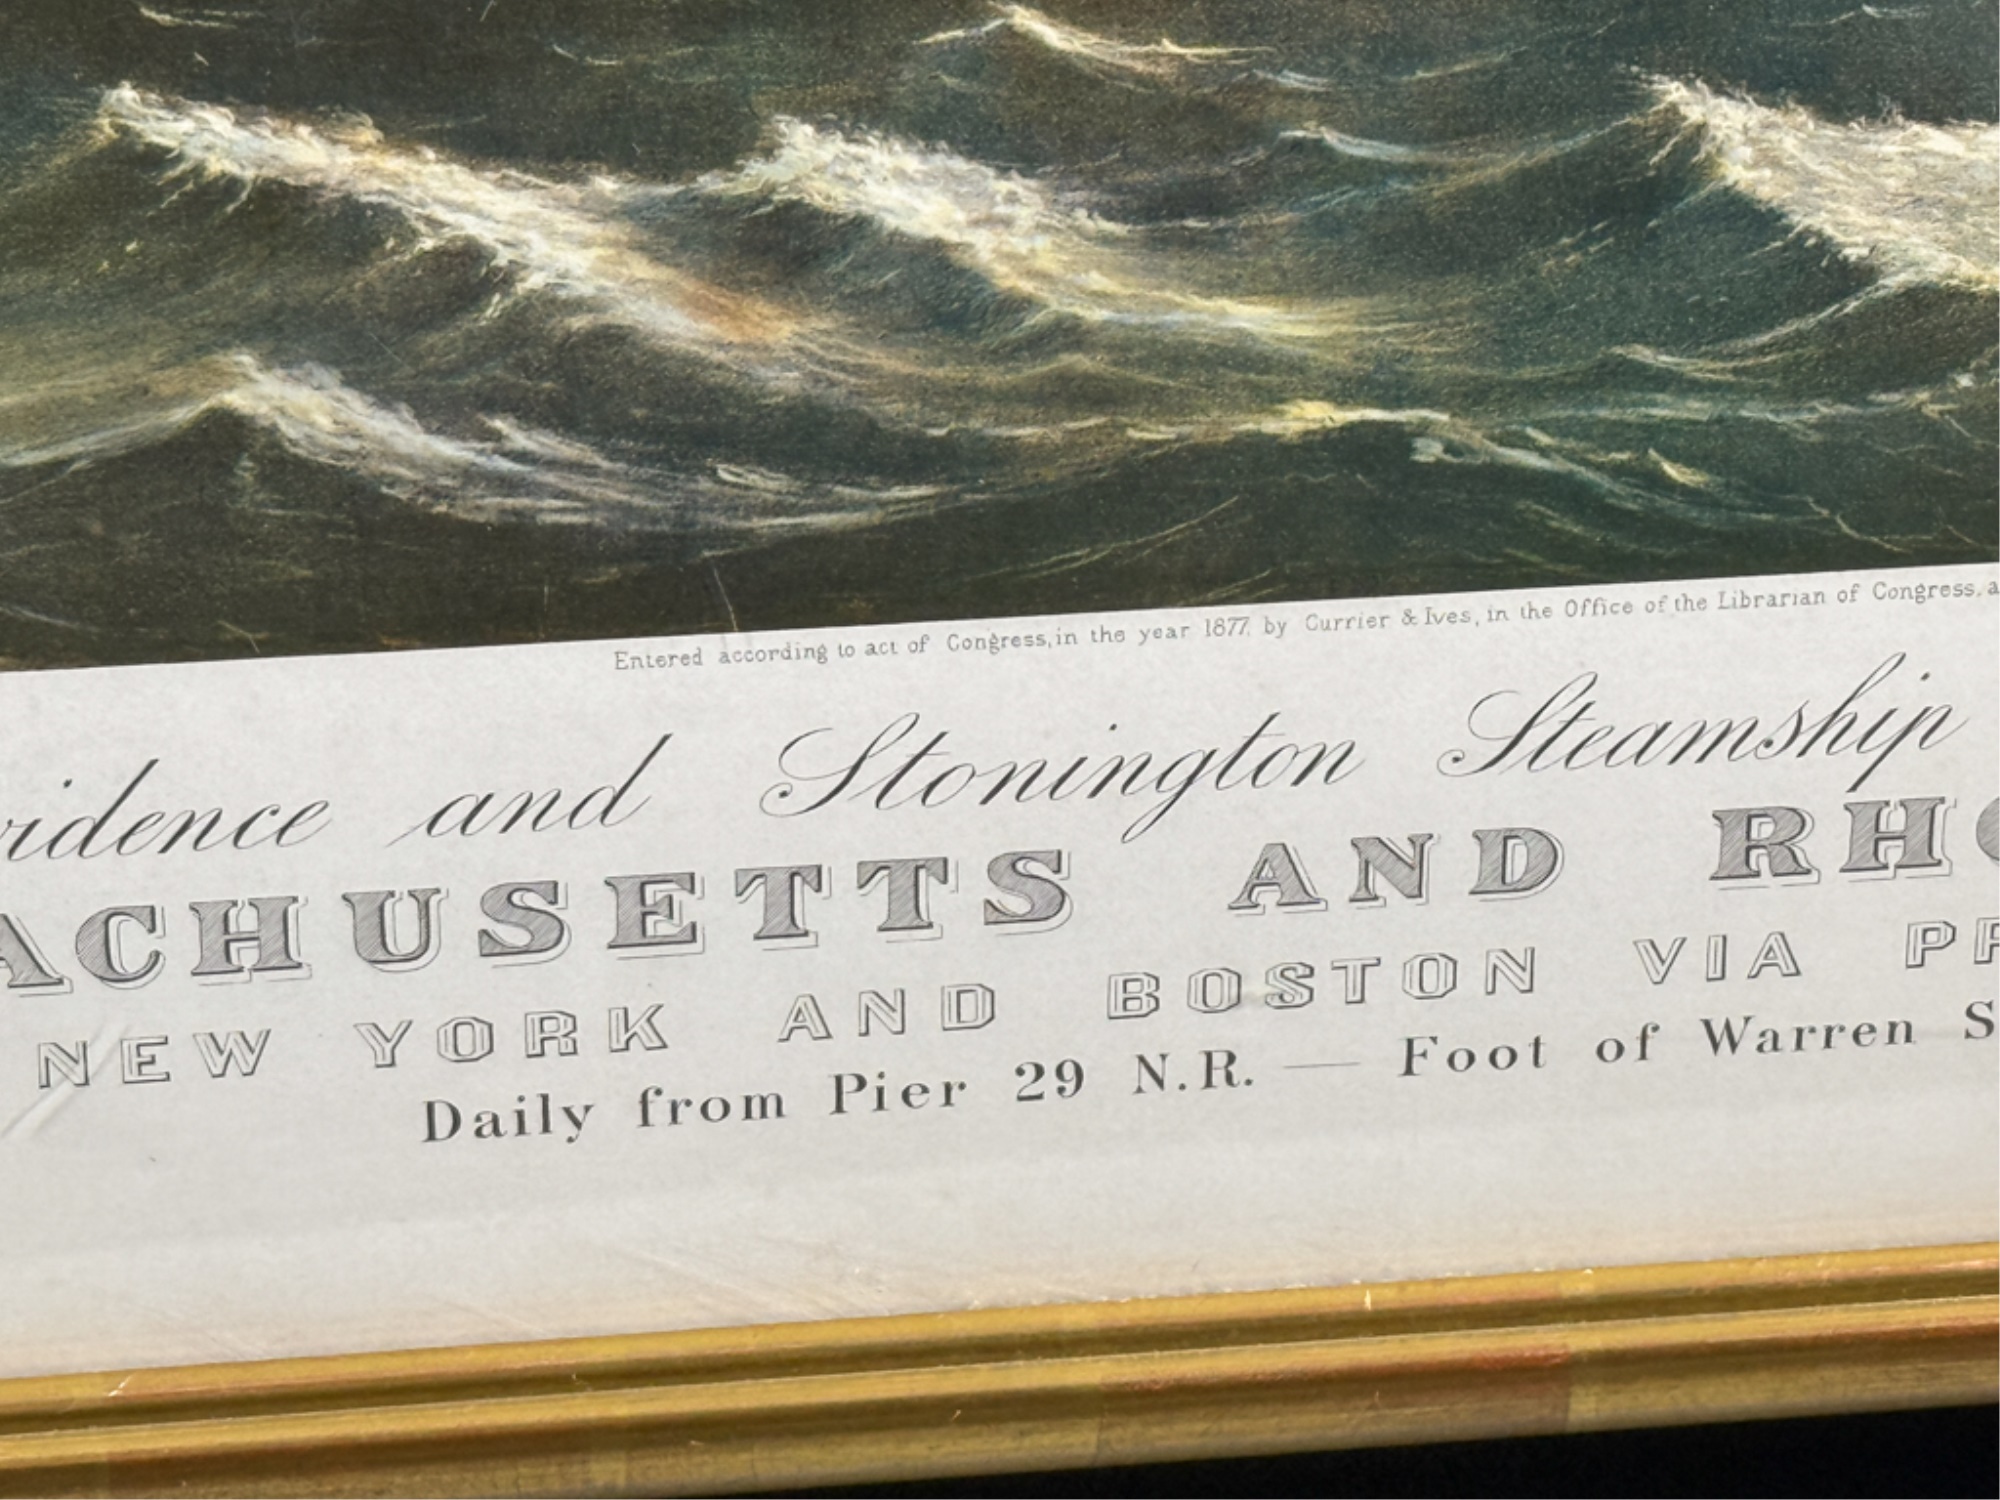 Entered according to act of Congress, in the year 1877, by Currier & Ives, in the Office of the Librarian of Congress, a
idence and Stonington Steamship
ACHUSETTS AND RHO
NEW YORK AND BOSTON VIA PR
Daily from Pier 29 N.R. — Foot of Warren S